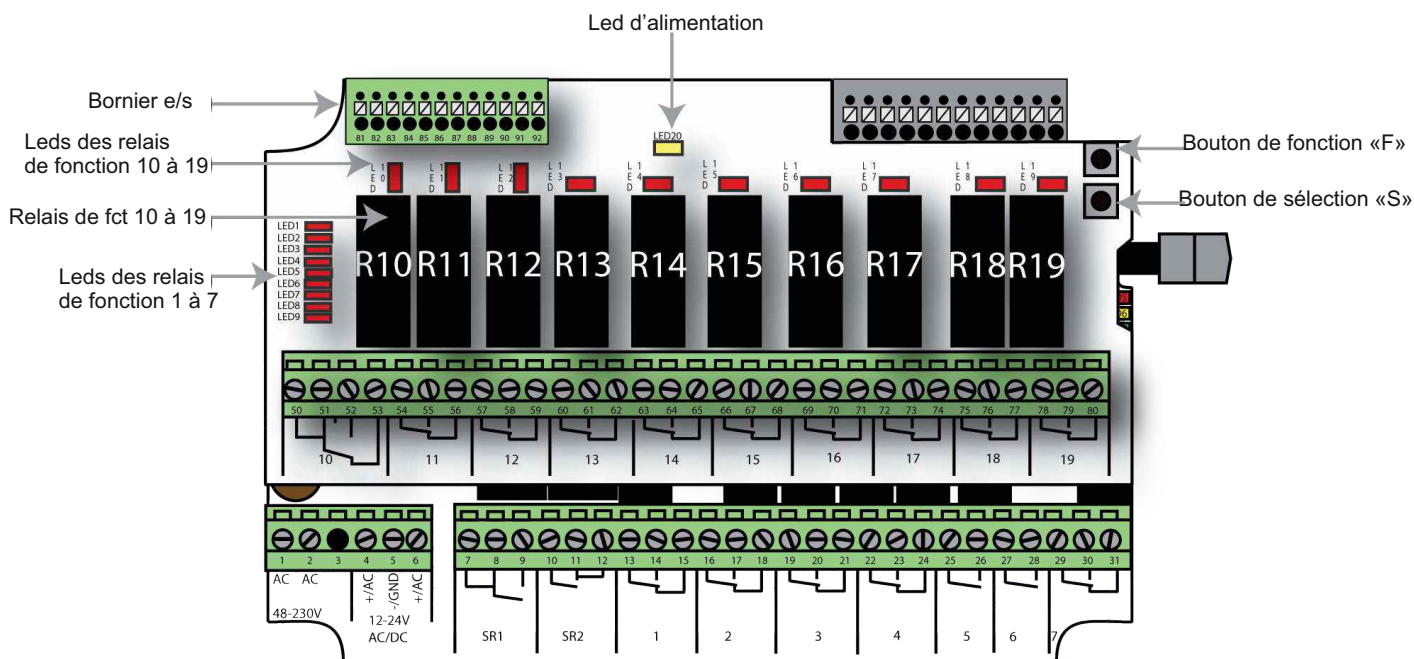 Led d’alimentation
Bornier e/s
81 82 83 84 85 86 87 88 89 90 91 92
LED20
Leds des relais
de fonction 10 à 19
Bouton de fonction «F»
LED10 LED11 LED12 LED13 LED14 LED15 LED16 LED17 LED18 LED19
Bouton de sélection «S»
Relais de fct 10 à 19
R10 R11 R12 R13 R14 R15 R16 R17 R18 R19
LED1
LED2
LED3
LED4
LED5
LED6
LED7
LED8
LED9
Leds des relais
de fonction 1 à 7
50 51 52 53 54 55 56 57 58 59 60 61 62 63 64 65 66 67 68 69 70 71 72 73 74 75 76 77 78 79 80
10 11 12 13 14 15 16 17 18 19
1 2 3 4 5 6 7 8 9 10 11 12 13 14 15 16 17 18 19 20 21 22 23 24 25 26 27 28 29 30 31
AC AC +/AC -/GND +/AC
48-230V
12-24V
AC/DC
SR1 SR2 1 2 3 4 5 6 7